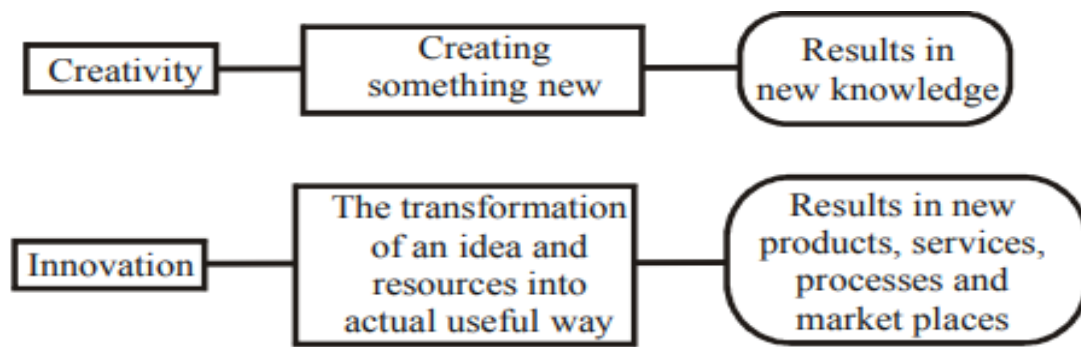 Creativity
Creating
something new
Results in
new knowledge
Innovation
The transformation
of an idea and
resources into
actual useful way
Results in new
products, services,
processes and
market places